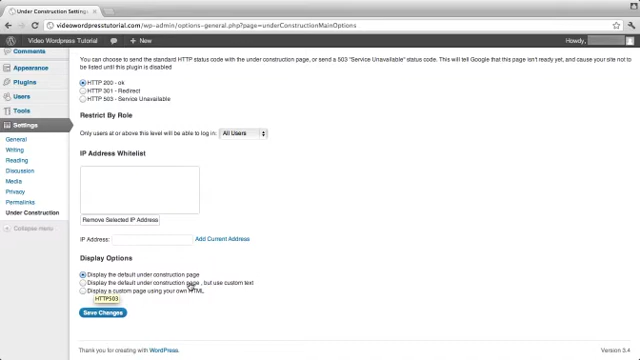 Under Construction Settings
videowordpresstutorial.com/wp-admin/options-general.php?page=underConstructionMainOptions
Video Wordpress Tutorial
+ New
Howdy,
Comments
Appearance
Plugins
Users
Tools
Settings
General
Writing
Reading
Discussion
Media
Privacy
Permalinks
Under Construction
Collapse menu
You can choose to send the standard HTTP status code with the under construction page, or send a 503 "Service Unavailable" status code. This will tell Google that this page isn't ready yet, and cause your site not to
be listed until this plugin is disabled
HTTP 200 - ok
HTTP 301 - Redirect
HTTP 503 - Service Unavailable
Restrict By Role
Only users at or above this level will be able to log in: All Users
IP Address Whitelist
Remove Selected IP Address
IP Address: Add Current Address
Display Options
Display the default under construction page
Display the default under construction page, but use custom text
Display a custom page using your own HTML
HTTP503
Save Changes
Thank you for creating with WordPress.
Version 3.4